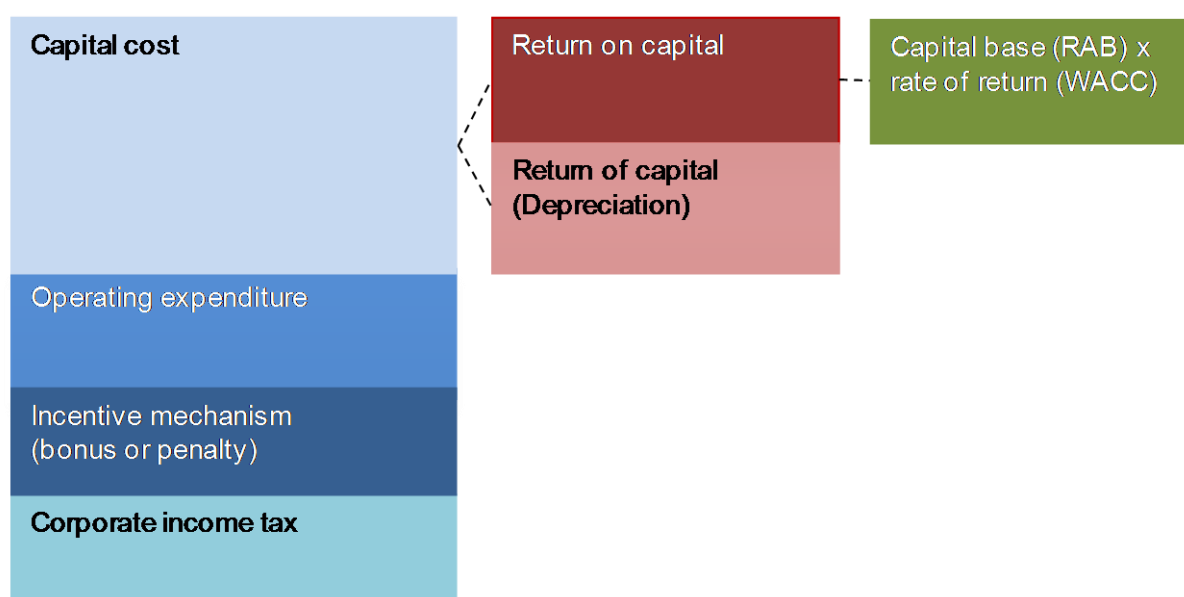 Capital cost
Return on capital
Capital base (RAB) x
rate of return (WACC)
Return of capital
(Depreciation)
Operating expenditure
Incentive mechanism
(bonus or penalty)
Corporate income tax